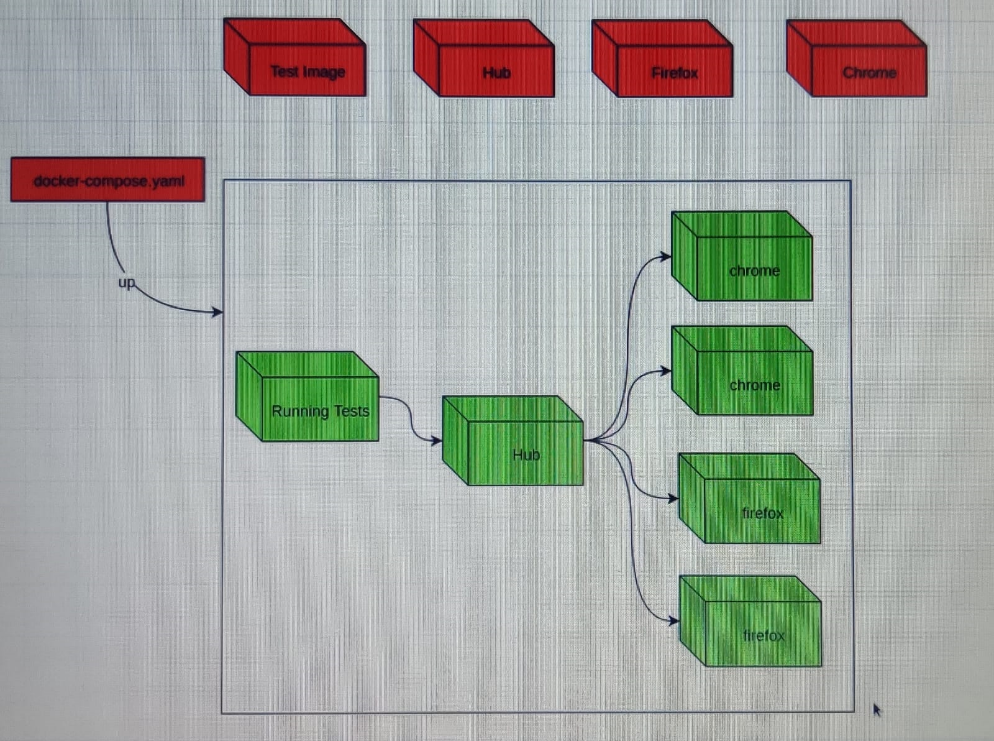 Test Image
Hub
Firefox
Chrome
docker-compose.yaml
up
chrome
chrome
Running Tests
Hub
firefox
firefox